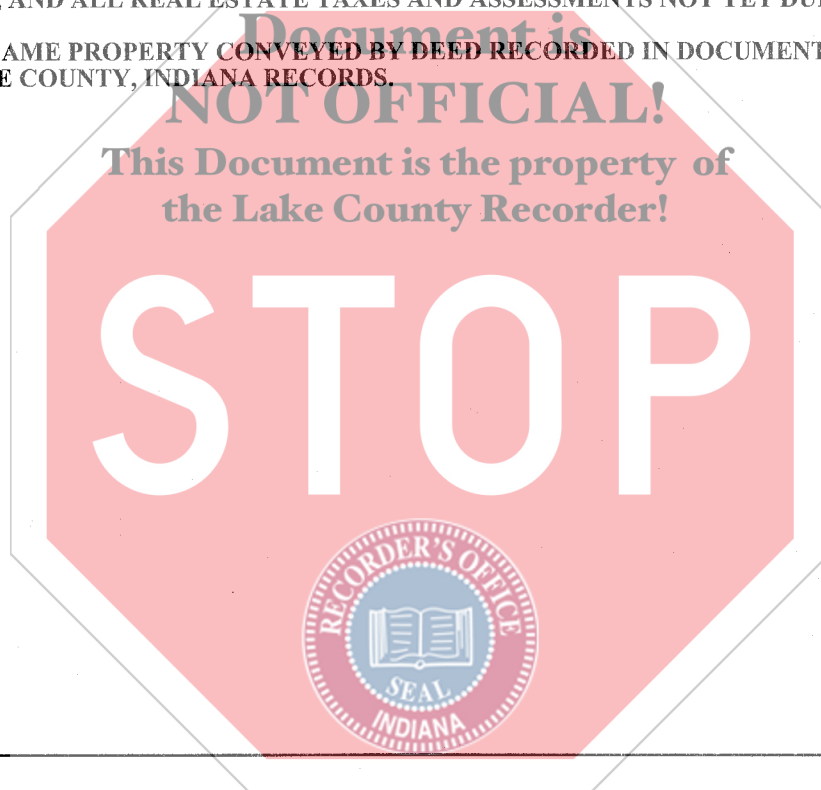 , AND ALL REAL ESTATE TAXES AND ASSESSMENTS NOT YET DU
Document is
AME PROPERTY CONVEYED BY DEED RECORDED IN DOCUMENT
E COUNTY, INDIANA RECORDS.
NOT OFFICIAL!
This Document is the property of
the Lake County Recorder!
STOP
RECORDER'S OFFICE
SEAL
INDIANA